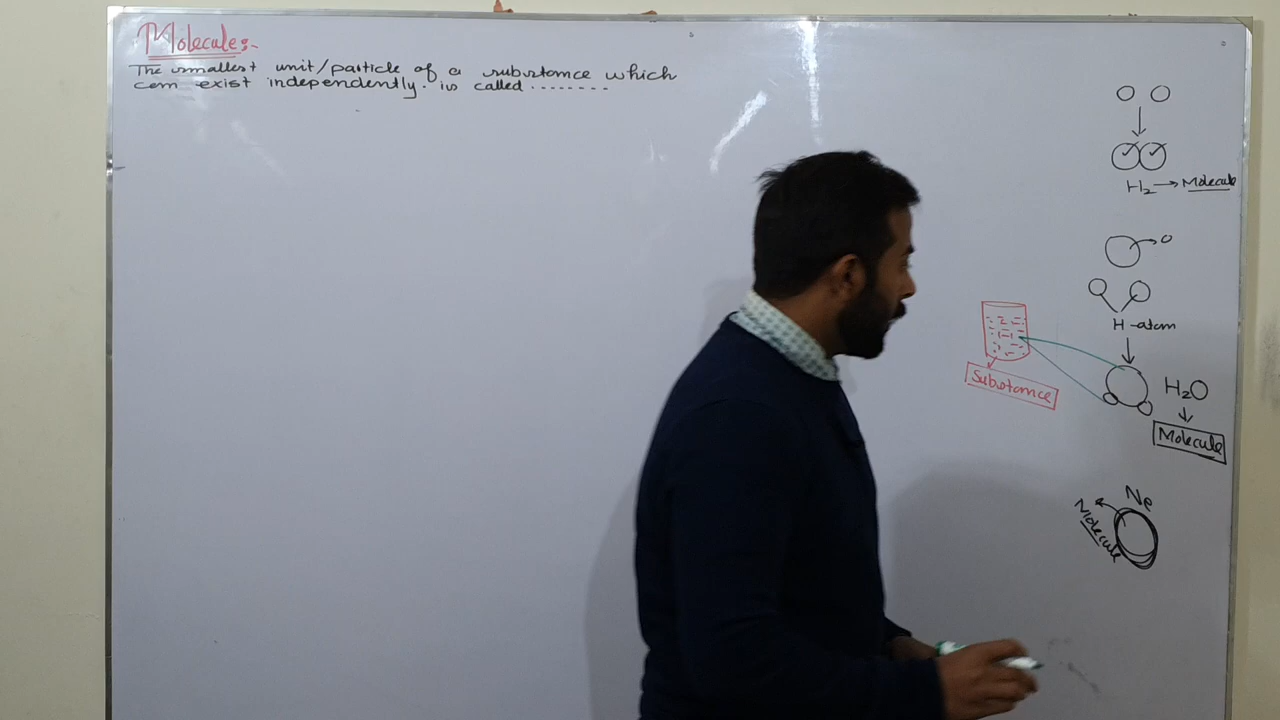 Molecules:-
The smallest unit/particle of a substance which
can exist independently. is called ........
H₂ → Molecule
O
H-atom
Substance
H₂O
Molecule
Ne
Molecule